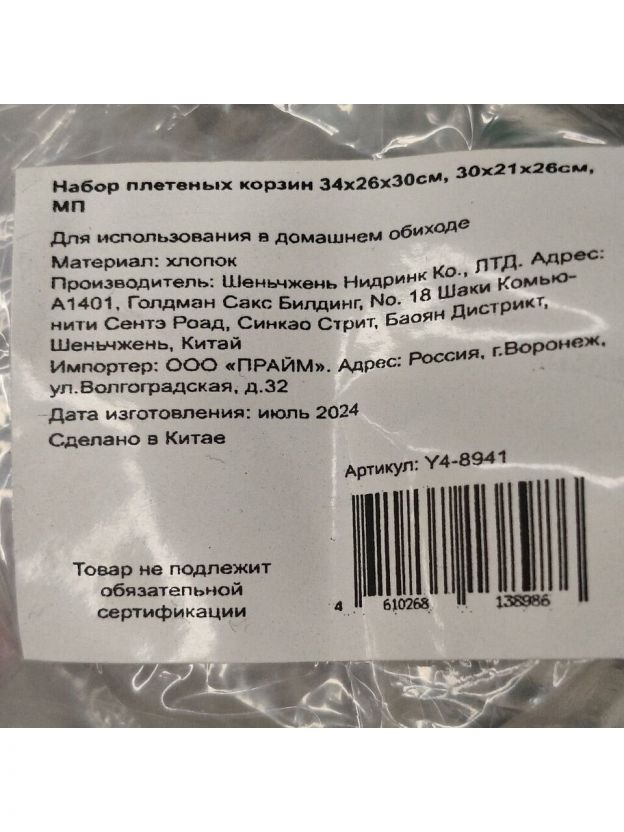 Набор плетеных корзин 34х26х30см, 30х21х26см,
МП
Для использования в домашнем обиходе
Материал: хлопок
Производитель: Шеньчжень Нидринк Ко., ЛТД. Адрес:
А1401, Голдман Сакс Билдинг, No. 18 Шаки Комью-
нити Сентэ Роад, Синкао Стрит, Баоян Дистрикт,
Шеньчжень, Китай
Импортер: ООО «ПРАЙМ». Адрес: Россия, г.Воронеж,
ул.Волгоградская, д.32
Дата изготовления: июль 2024
Сделано в Китае
Артикул: Y4-8941
Товар не подлежит
обязательной
сертификации
4 610268 138986